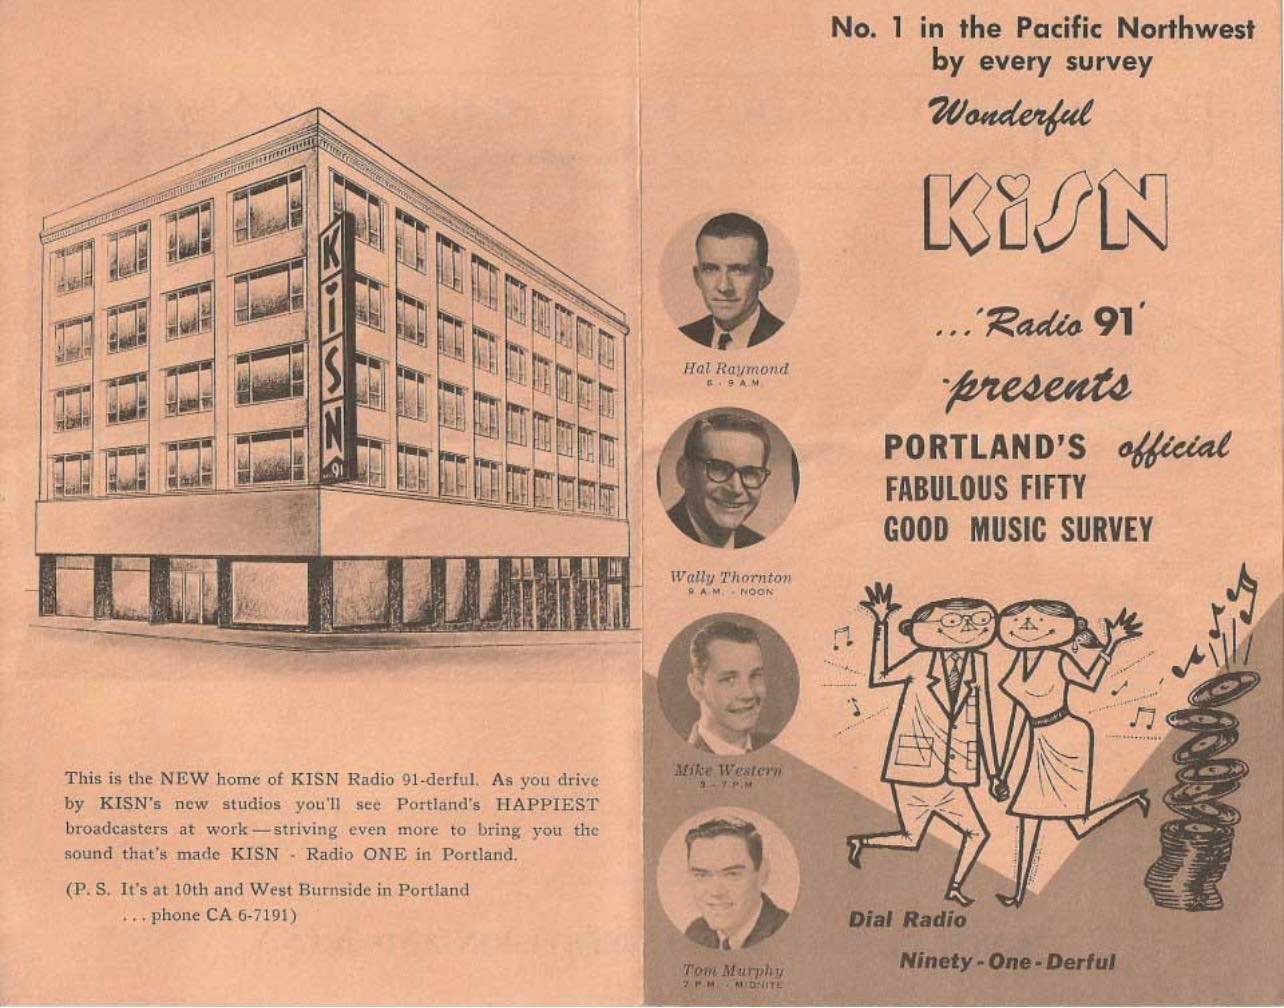 KiSN 91
This is the NEW home of KISN Radio 91-derful. As you drive
by KISN's new studios you'll see Portland's HAPPIEST
broadcasters at work — striving even more to bring you the
sound that's made KISN - Radio ONE in Portland.
(P. S. It's at 10th and West Burnside in Portland
... phone CA 6-7191)
No. 1 in the Pacific Northwest
by every survey
Wonderful
KiSN
...'Radio 91'
presents
PORTLAND'S official
FABULOUS FIFTY
GOOD MUSIC SURVEY
Hal Raymond
6 - 9 A.M.
Wally Thornton
9 A.M. - NOON
Mike Western
3 - 7 P.M
Tom Murphy
7 P.M. - MIDNITE
Dial Radio
Ninety - One - Derful